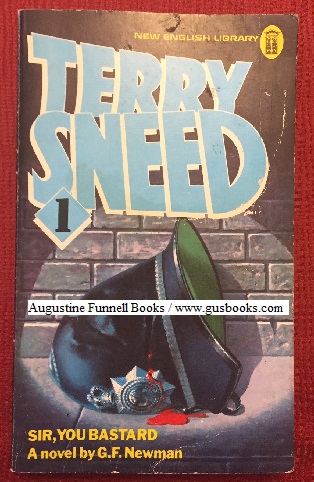 NEW ENGLISH LIBRARY
TERRY
SNEED
1
Augustine Funnell Books / www.gusbooks.com
SIR, YOU BASTARD
A novel by G.F. Newman